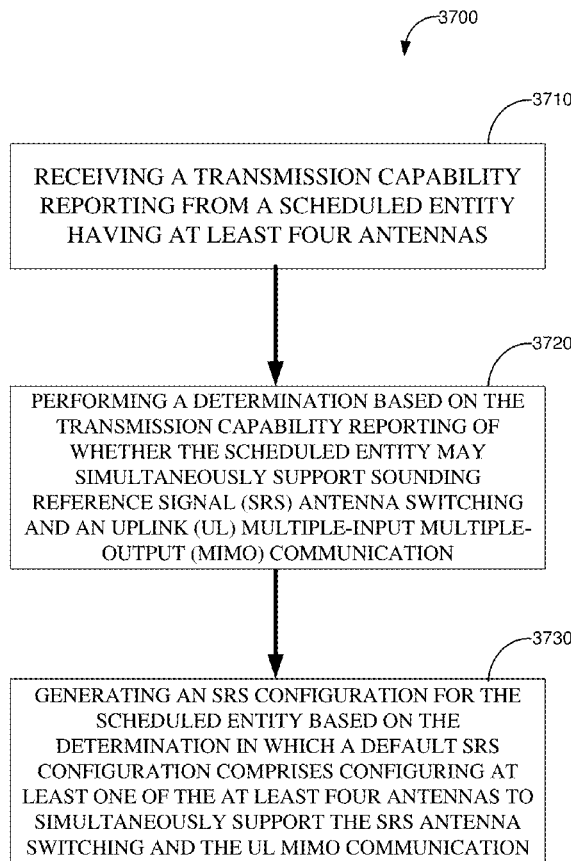 3700
3710
RECEIVING A TRANSMISSION CAPABILITY
REPORTING FROM A SCHEDULED ENTITY
HAVING AT LEAST FOUR ANTENNAS
3720
PERFORMING A DETERMINATION BASED ON THE
TRANSMISSION CAPABILITY REPORTING OF
WHETHER THE SCHEDULED ENTITY MAY
SIMULTANEOUSLY SUPPORT SOUNDING
REFERENCE SIGNAL (SRS) ANTENNA SWITCHING
AND AN UPLINK (UL) MULTIPLE-INPUT MULTIPLE-
OUTPUT (MIMO) COMMUNICATION
3730
GENERATING AN SRS CONFIGURATION FOR THE
SCHEDULED ENTITY BASED ON THE
DETERMINATION IN WHICH A DEFAULT SRS
CONFIGURATION COMPRISES CONFIGURING AT
LEAST ONE OF THE AT LEAST FOUR ANTENNAS TO
SIMULTANEOUSLY SUPPORT THE SRS ANTENNA
SWITCHING AND THE UL MIMO COMMUNICATION